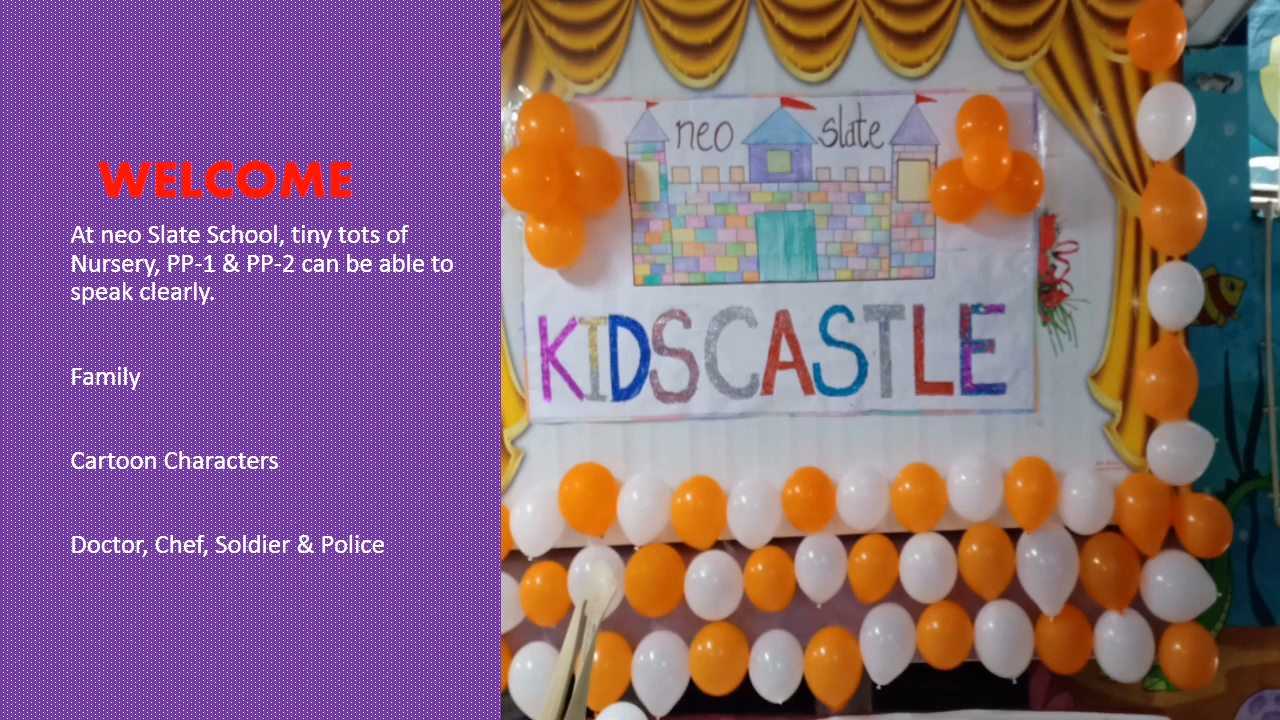 WELCOME
At neo Slate School, tiny tots of
Nursery, PP-1 & PP-2 can be able to
speak clearly.
Family
Cartoon Characters
Doctor, Chef, Soldier & Police
neo slate
KIDSCASTLE